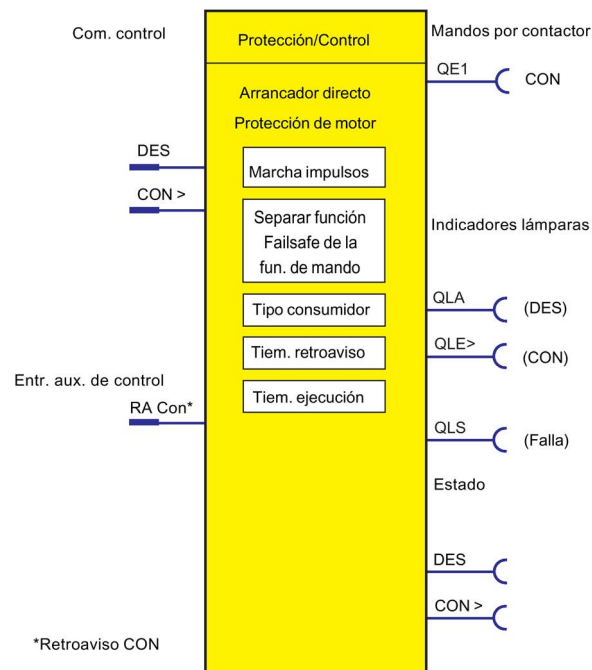 Com. control
Protección/Control
Mandos por contactor
QE1
CON
Arrancador directo
Protección de motor
DES
Marcha impulsos
CON >
Separar función
Failsafe de la
fun. de mando
Indicadores lámparas
Tipo consumidor
QLA
(DES)
Tiem. retroaviso
QLE>
(CON)
Entr. aux. de control
Tiem. ejecución
RA Con*
QLS
(Falla)
Estado
DES
CON >
*Retroaviso CON